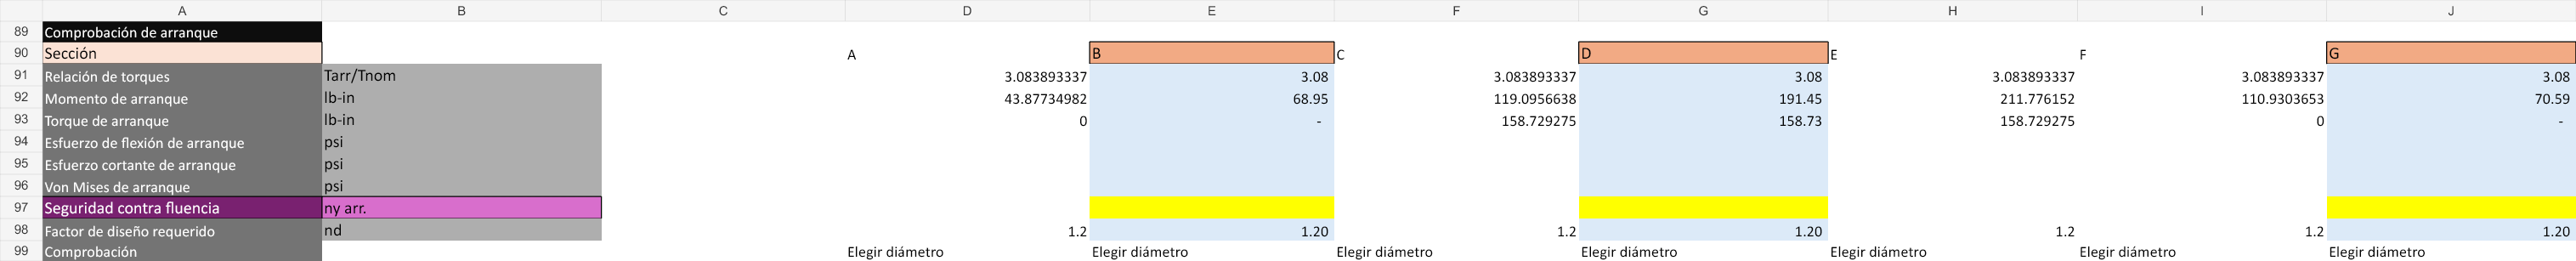 A B C D E F G H I J
89 Comprobación de arranque
90 Sección A B C D E F G
91 Relación de torques Tarr/Tnom 3.083893337 3.08 3.083893337 3.08 3.083893337 3.083893337 3.08
92 Momento de arranque lb-in 43.87734982 68.95 119.0956638 191.45 211.776152 110.9303653 70.59
93 Torque de arranque lb-in 0 - 158.729275 158.73 158.729275 0 -
94 Esfuerzo de flexión de arranque psi
95 Esfuerzo cortante de arranque psi
96 Von Mises de arranque psi
97 Seguridad contra fluencia ny arr.
98 Factor de diseño requerido nd 1.2 1.20 1.2 1.20 1.2 1.2 1.20
99 Comprobación Elegir diámetro Elegir diámetro Elegir diámetro Elegir diámetro Elegir diámetro Elegir diámetro Elegir diámetro